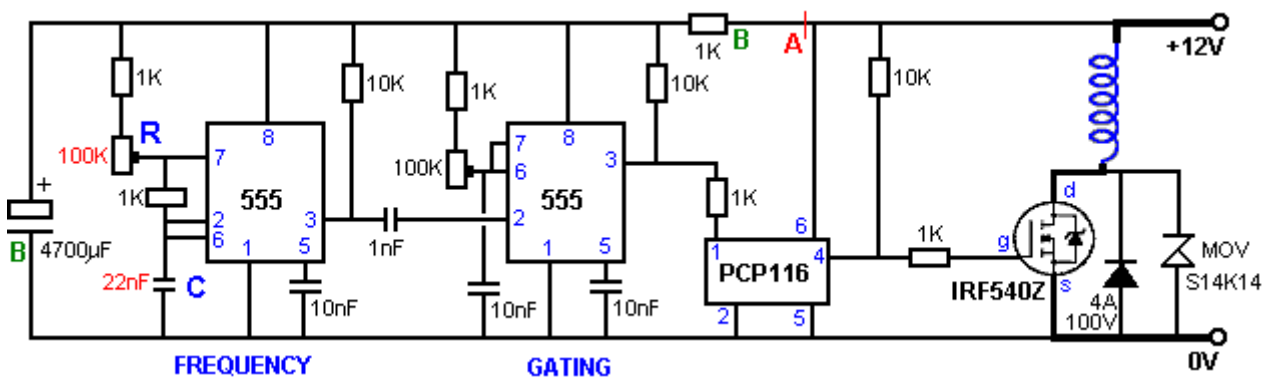 1K
B
A
+12V
1K
10K
1K
10K
10K
R
100K
7
8
555
1K
2
6
3
1
5
+
B
4700µF
22nF
C
10nF
1nF
100K
7
6
8
3
555
2
1
5
10nF
10nF
1K
1
6
4
PCP116
2
5
1K
g
d
s
IRF540Z
4A
100V
MOV
S14K14
0V
FREQUENCY
GATING